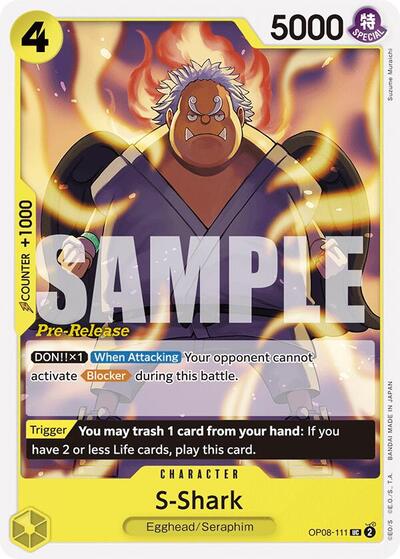 4
5000
特
SPECIAL
Suzume Muraichi
COUNTER +1000
SAMPLE
Pre-Release
DON!!×1 When Attacking Your opponent cannot
activate Blocker during this battle.
Trigger You may trash 1 card from your hand: If you
have 2 or less Life cards, play this card.
CHARACTER
S-Shark
Egghead/Seraphim
OP08-111 UC 2
©E.O./S., T.A. BANDAI MADE IN JAPAN